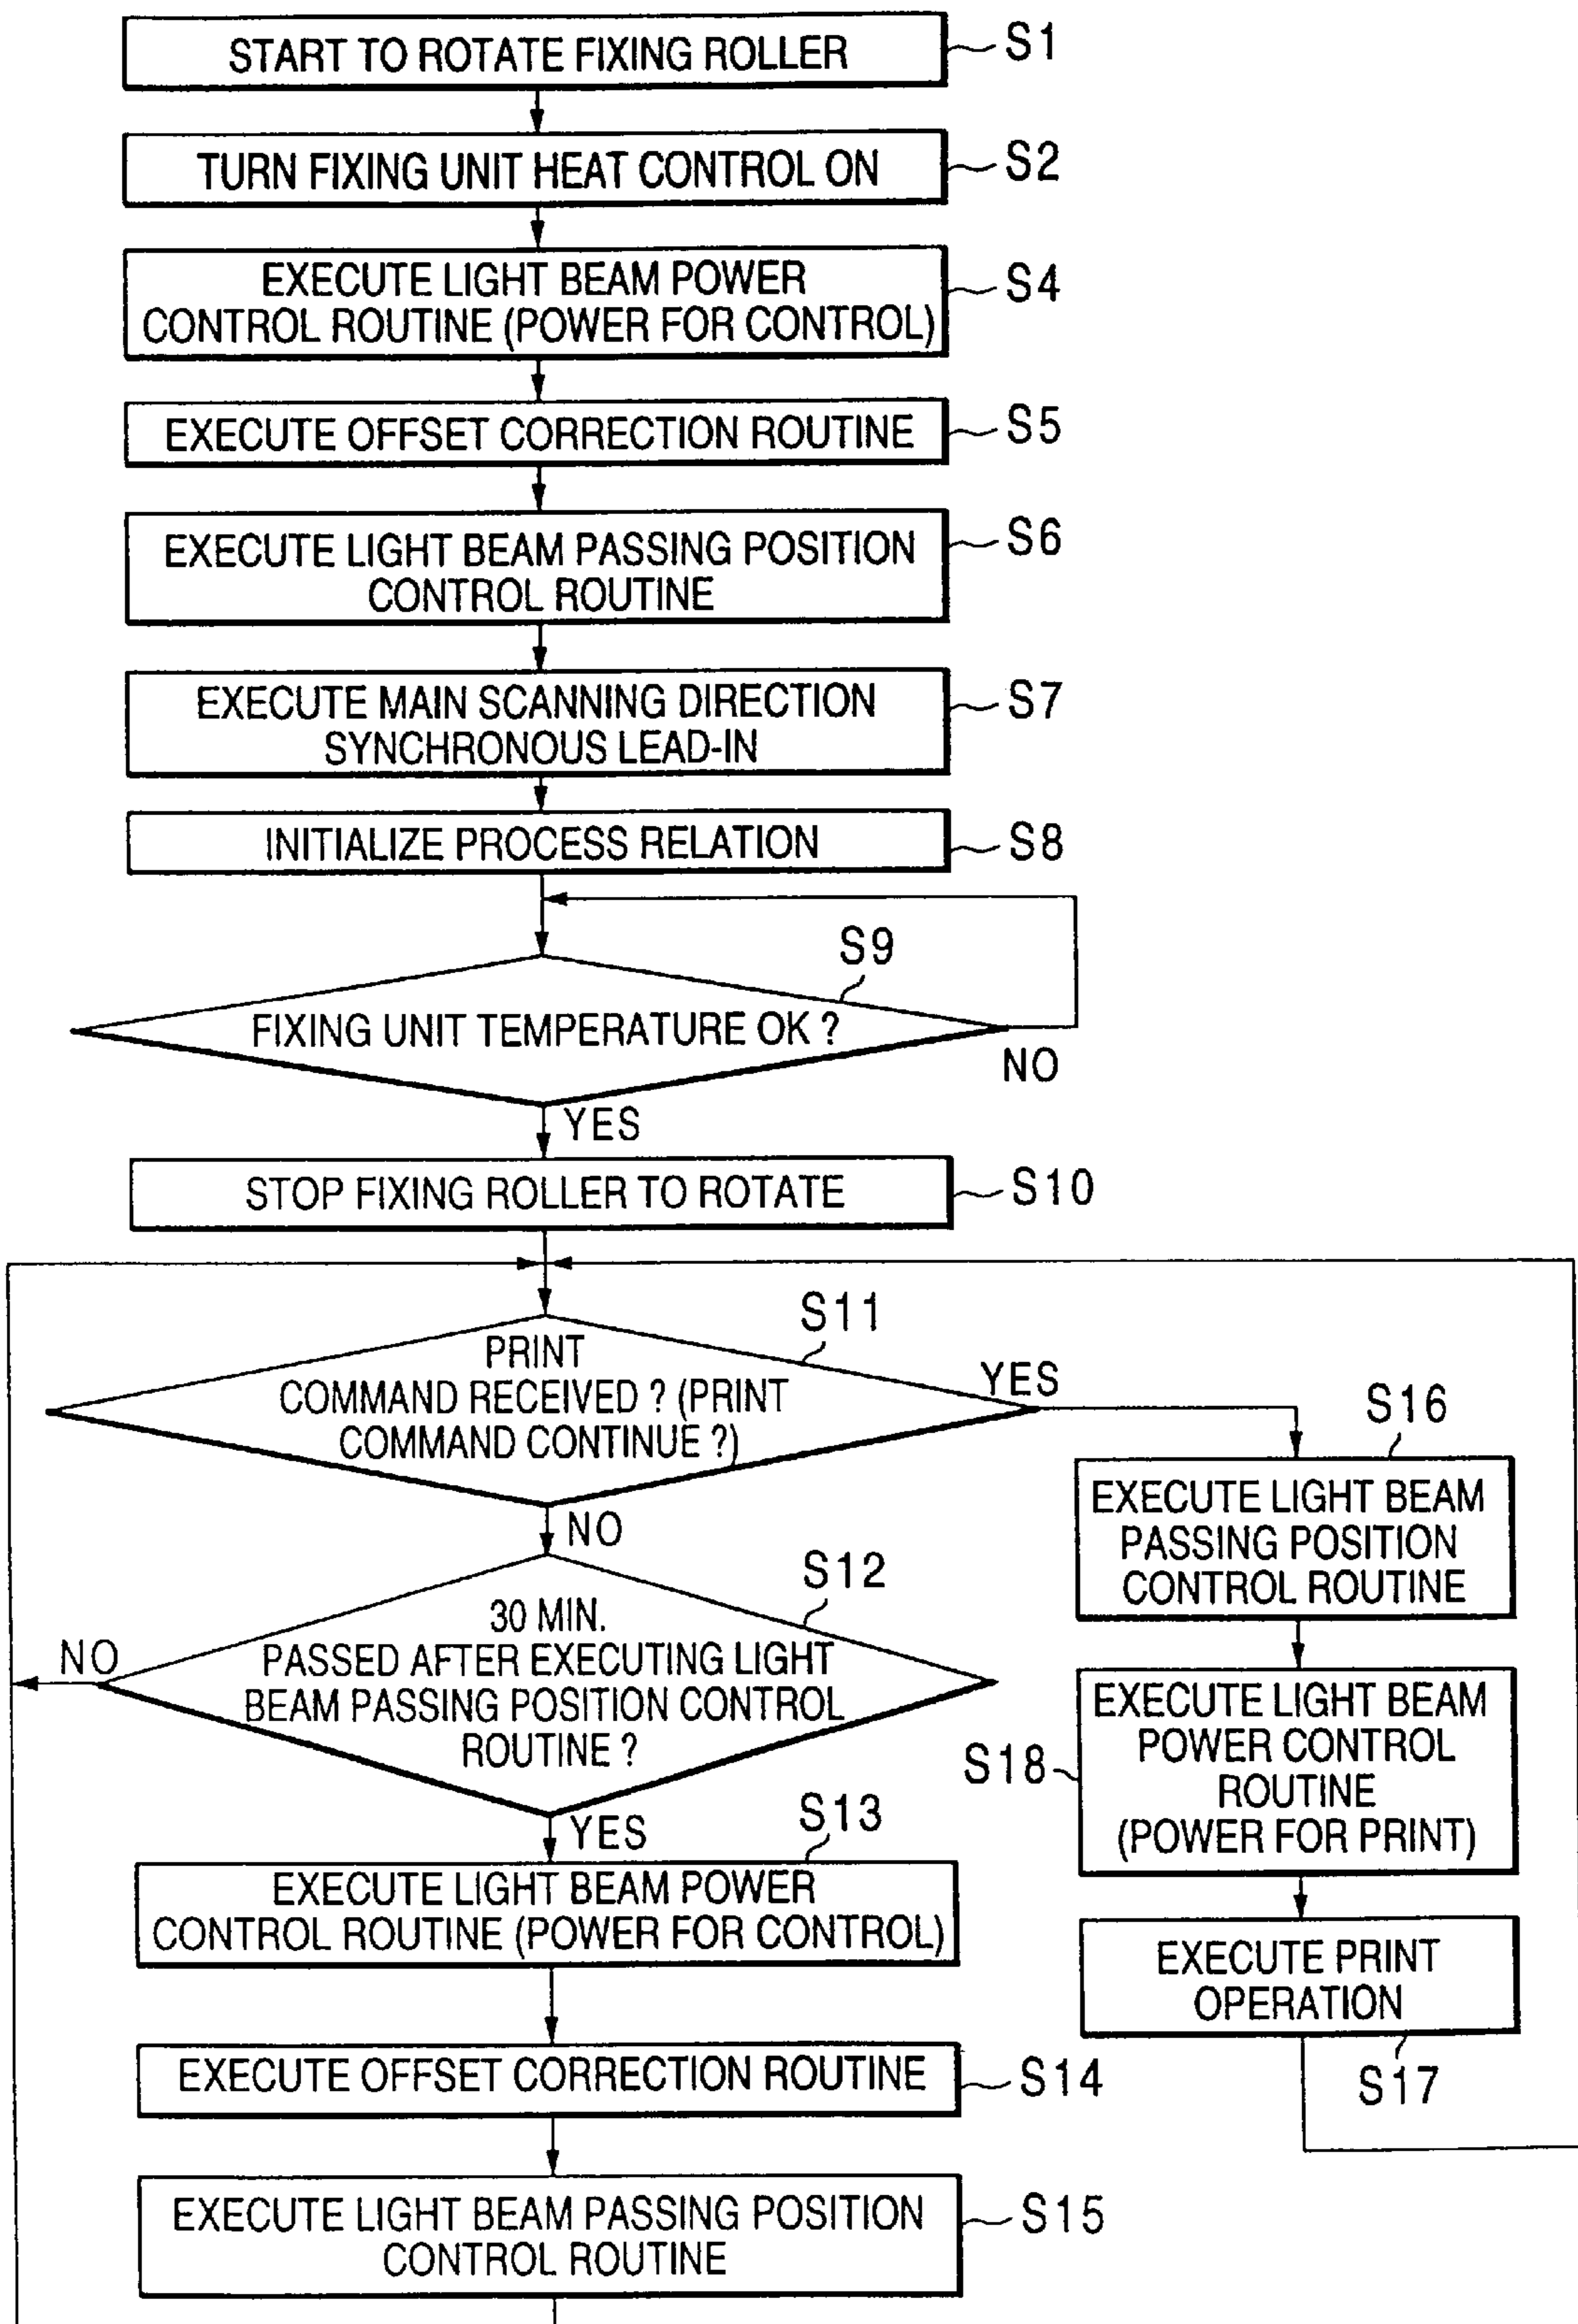 START TO ROTATE FIXING ROLLER
S1
TURN FIXING UNIT HEAT CONTROL ON
S2
EXECUTE LIGHT BEAM POWER
CONTROL ROUTINE (POWER FOR CONTROL)
S4
EXECUTE OFFSET CORRECTION ROUTINE
S5
EXECUTE LIGHT BEAM PASSING POSITION
CONTROL ROUTINE
S6
EXECUTE MAIN SCANNING DIRECTION
SYNCHRONOUS LEAD-IN
S7
INITIALIZE PROCESS RELATION
S8
S9
FIXING UNIT TEMPERATURE OK ?
NO
YES
STOP FIXING ROLLER TO ROTATE
S10
S11
PRINT
COMMAND RECEIVED ? (PRINT
COMMAND CONTINUE ?)
YES
NO
S12
30 MIN.
PASSED AFTER EXECUTING LIGHT
BEAM PASSING POSITION CONTROL
ROUTINE ?
NO
YES
S13
EXECUTE LIGHT BEAM POWER
CONTROL ROUTINE (POWER FOR CONTROL)
EXECUTE OFFSET CORRECTION ROUTINE
S14
EXECUTE LIGHT BEAM PASSING POSITION
CONTROL ROUTINE
S15
S16
EXECUTE LIGHT BEAM
PASSING POSITION
CONTROL ROUTINE
EXECUTE LIGHT BEAM
POWER CONTROL
ROUTINE
(POWER FOR PRINT)
S18
EXECUTE PRINT
OPERATION
S17